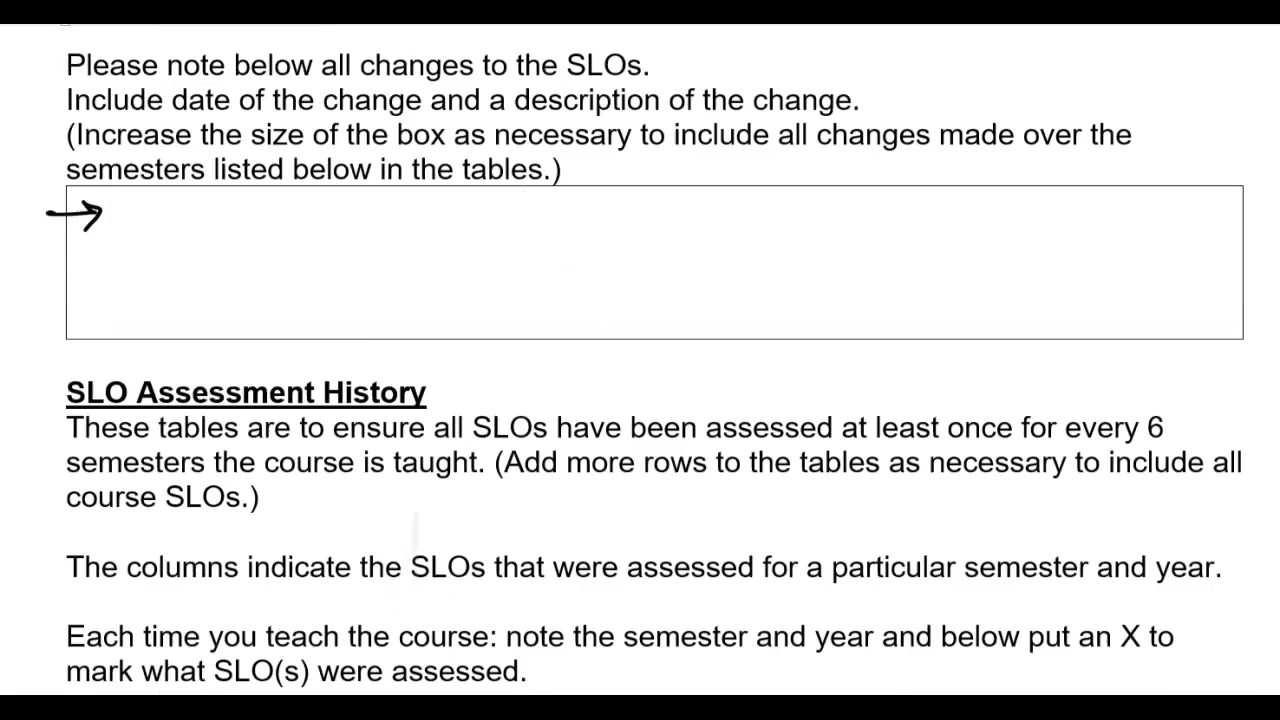 Please note below all changes to the SLOs.
Include date of the change and a description of the change.
(Increase the size of the box as necessary to include all changes made over the
semesters listed below in the tables.)
SLO Assessment History
These tables are to ensure all SLOs have been assessed at least once for every 6
semesters the course is taught. (Add more rows to the tables as necessary to include all
course SLOs.)
The columns indicate the SLOs that were assessed for a particular semester and year.
Each time you teach the course: note the semester and year and below put an X to
mark what SLO(s) were assessed.